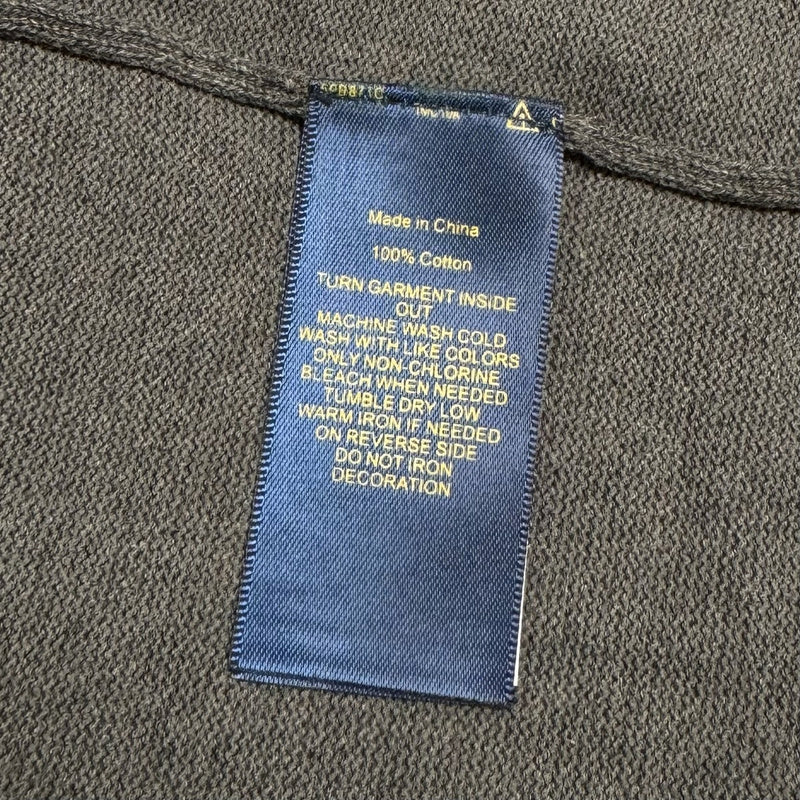 Made in China
100% Cotton
TURN GARMENT INSIDE
OUT
MACHINE WASH COLD
WASH WITH LIKE COLORS
ONLY NON-CHLORINE
BLEACH WHEN NEEDED
TUMBLE DRY LOW
WARM IRON IF NEEDED
ON REVERSE SIDE
DO NOT IRON
DECORATION